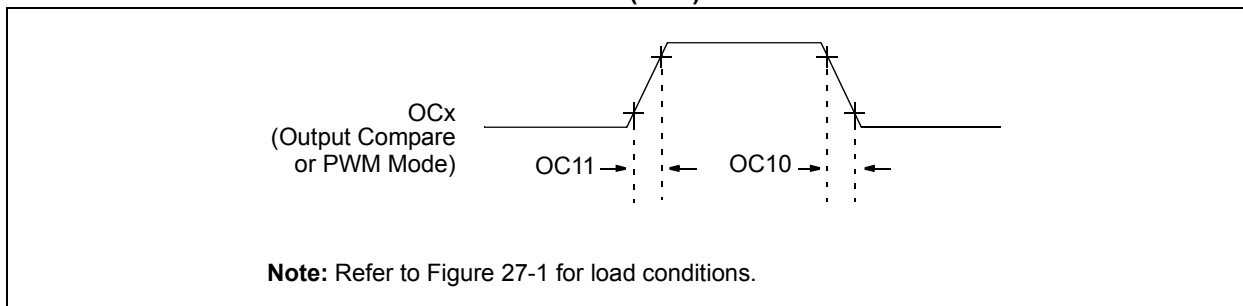 OCx
(Output Compare
or PWM Mode)
OC11
OC10
Note: Refer to Figure 27-1 for load conditions.